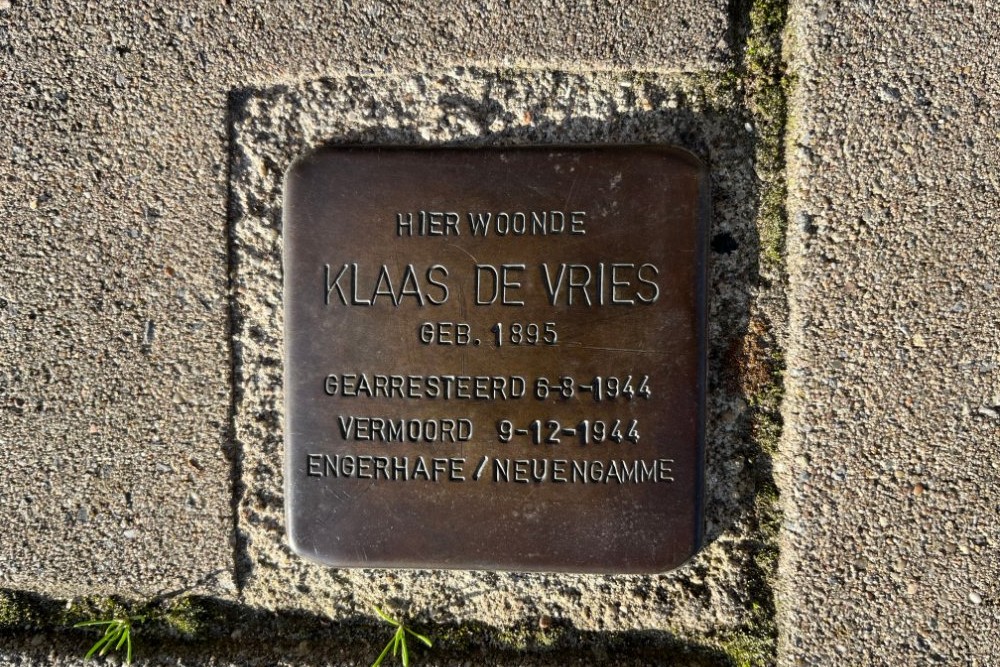 HIER WOONDE
KLAAS DE VRIES
GEB. 1895
GEARRESTEERD 6-8-1944
VERMOORD 9-12-1944
ENGERHAFE / NEUENGAMME